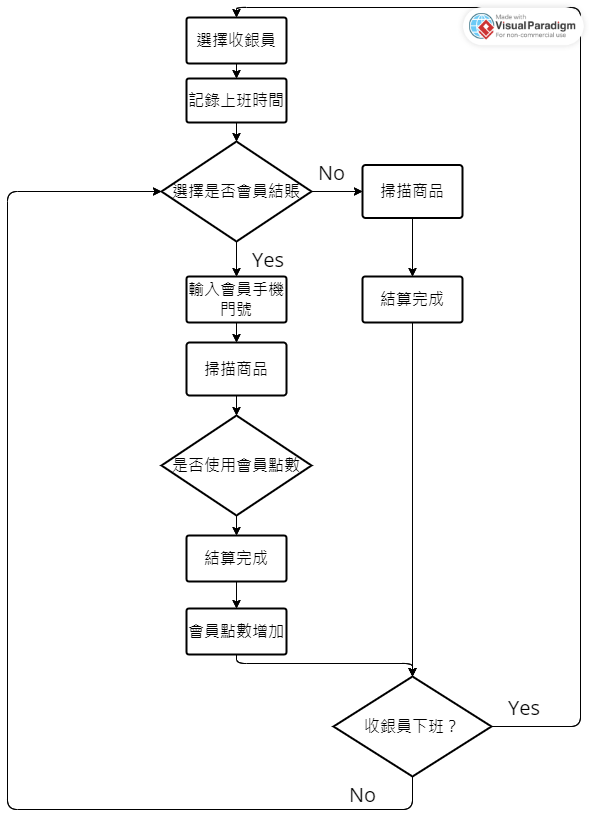 Made with
Visual Paradigm
For non-commercial use
選擇收銀員
記錄上班時間
選擇是否會員結賬
No
掃描商品
Yes
輸入會員手機
門號
結算完成
掃描商品
是否使用會員點數
結算完成
會員點數增加
收銀員下班？
Yes
No